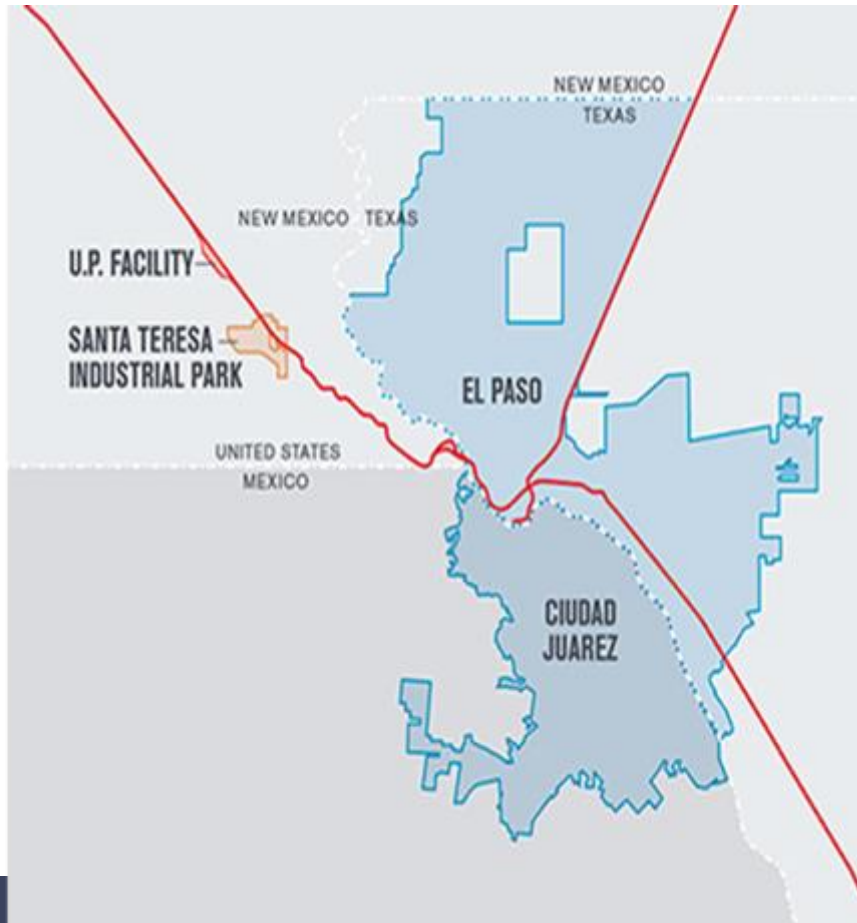 NEW MEXICO
TEXAS
NEW MEXICO TEXAS
U.P. FACILITY
SANTA TERESA
INDUSTRIAL PARK
EL PASO
UNITED STATES
MEXICO
CIUDAD
JUAREZ